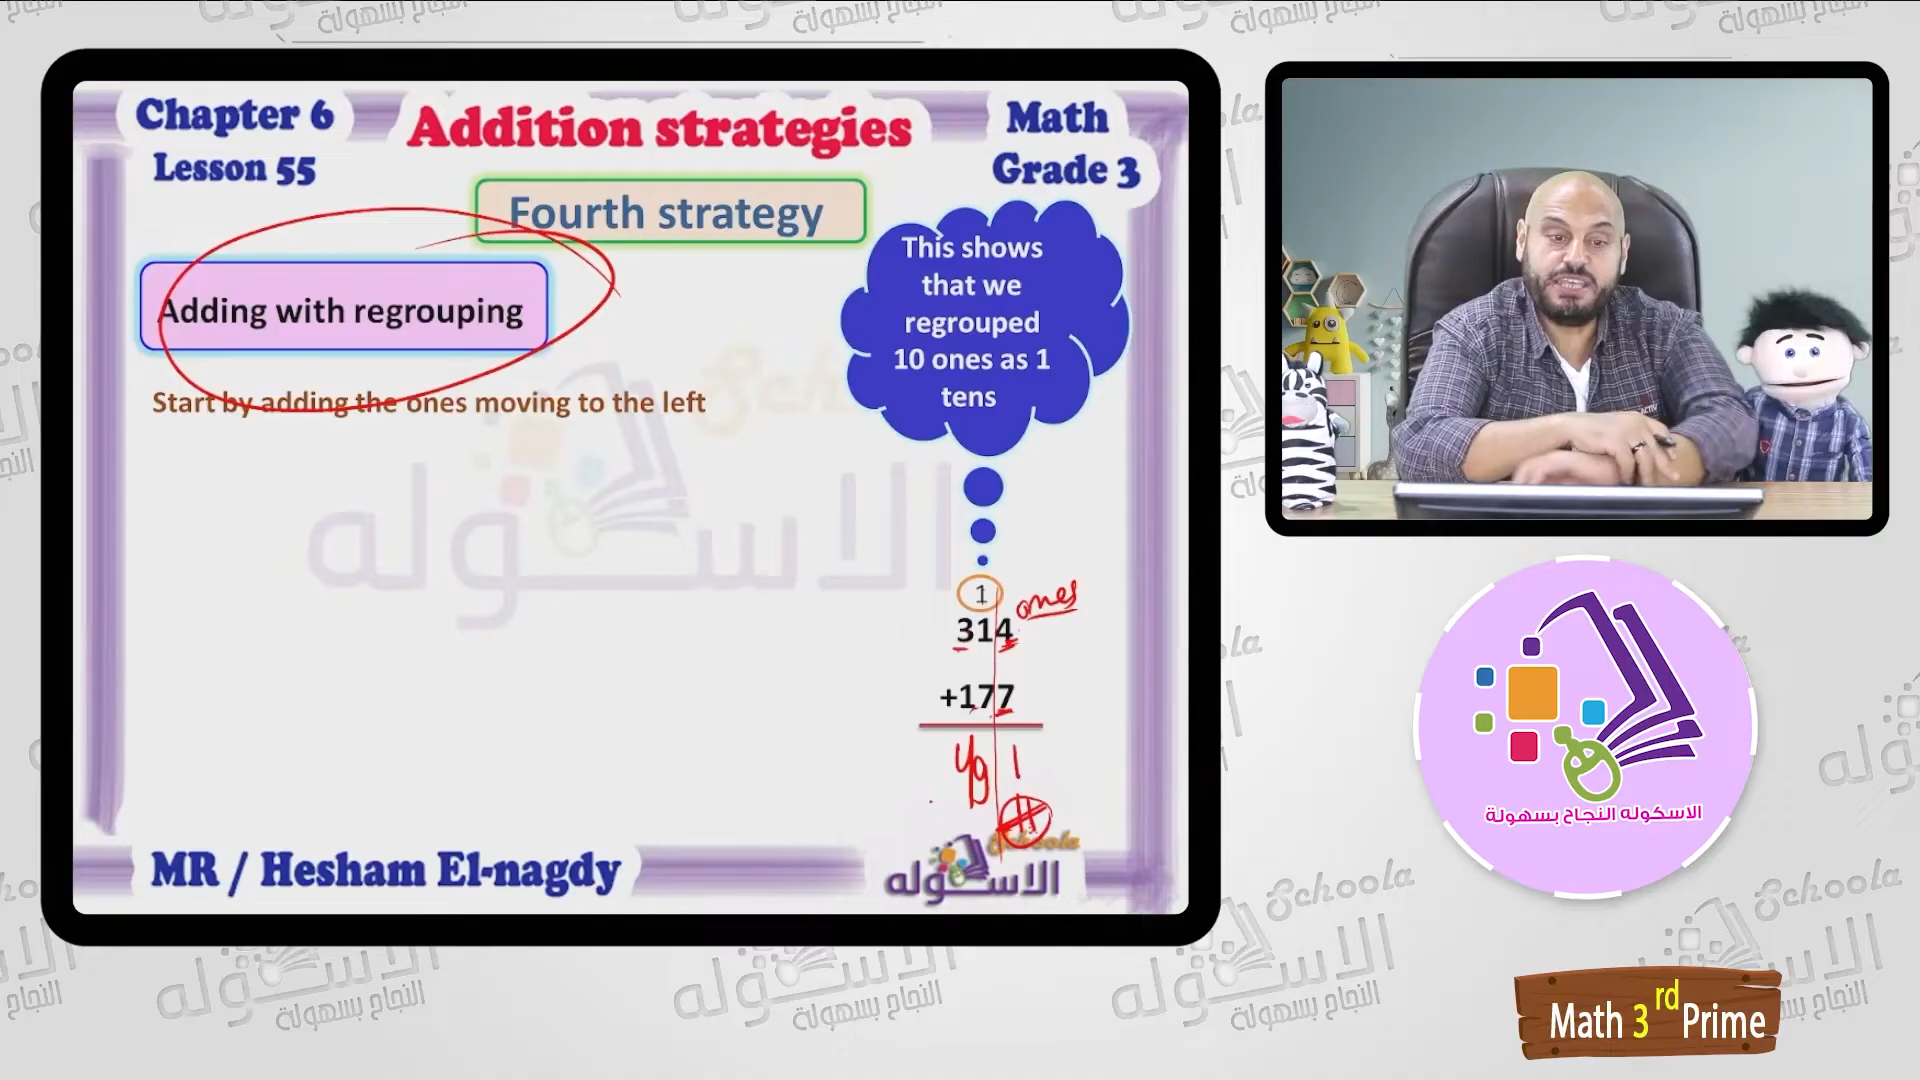 Chapter 6
Lesson 55
Addition strategies
Math
Grade 3
Fourth strategy
Adding with regrouping
Start by adding the ones moving to the left
This shows
that we
regrouped
10 ones as 1
tens
1
ones
314
+177
491
11
MR / Hesham El-nagdy
Schoola
الاسكوله
الاسكوله النجاح بسهولة
Math 3rd Prime